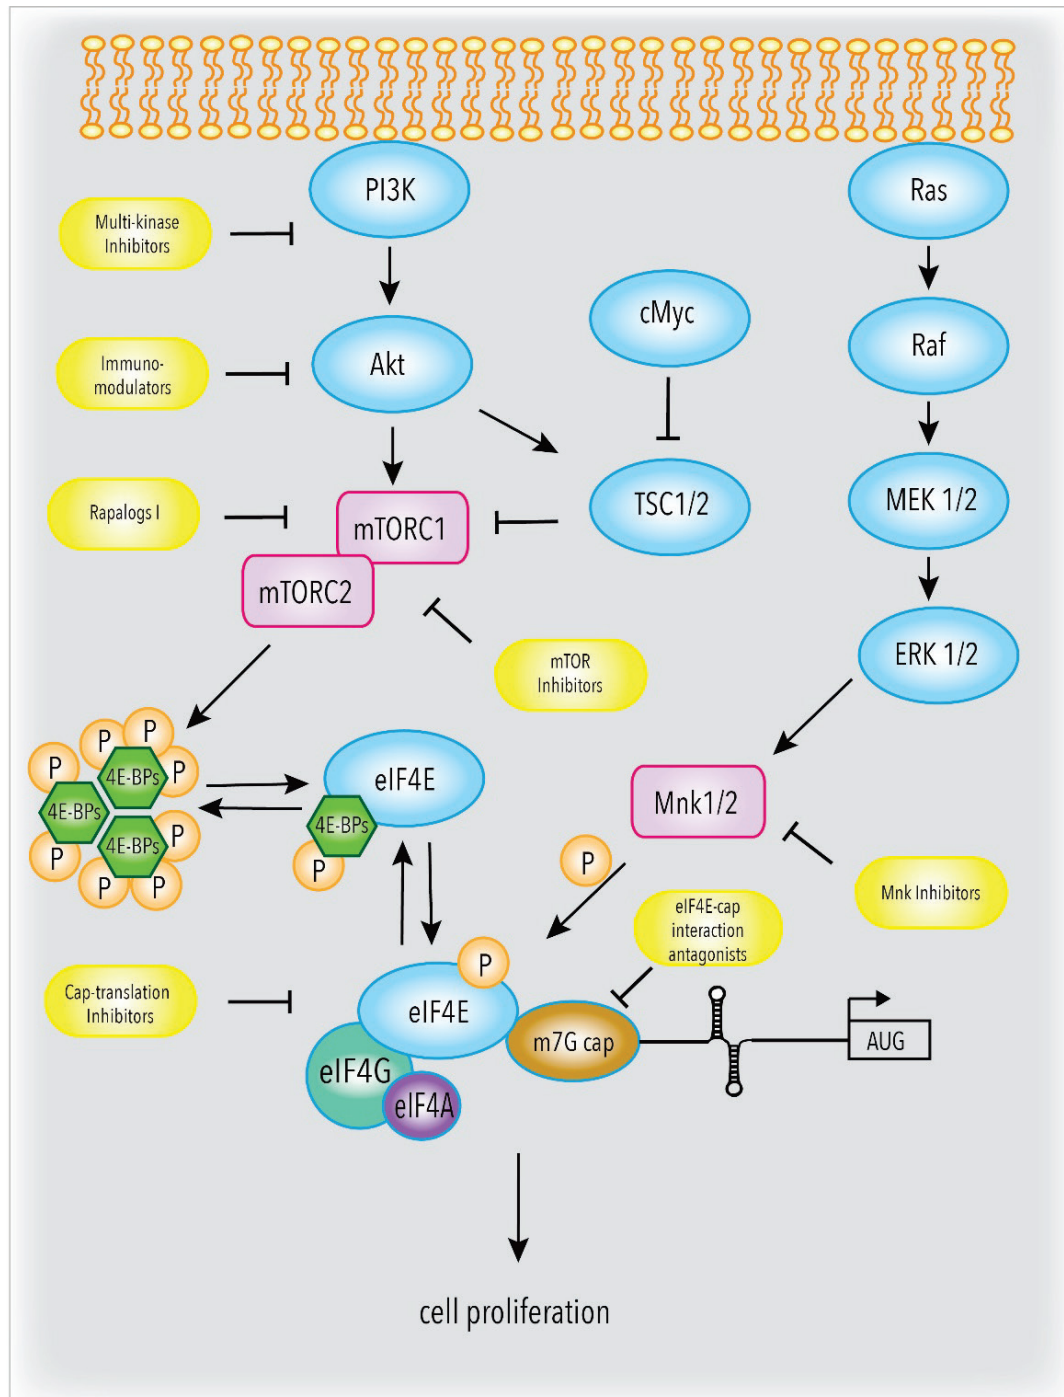 PI3K
Ras
Multi-kinase
Inhibitors
cMyc
Raf
Immuno-
modulators
Akt
Rapalogs I
mTORC1
TSC1/2
MEK 1/2
mTORC2
mTOR
Inhibitors
ERK 1/2
P
P
P
P
4E-BPs
4E-BPs
4E-BPs
P
P
P
P
P
eIF4E
4E-BPs
P
Mnk1/2
P
Mnk Inhibitors
eIF4E-cap
interaction
antagonists
Cap-translation
Inhibitors
P
eIF4E
m7G cap
AUG
eIF4G
eIF4A
cell proliferation